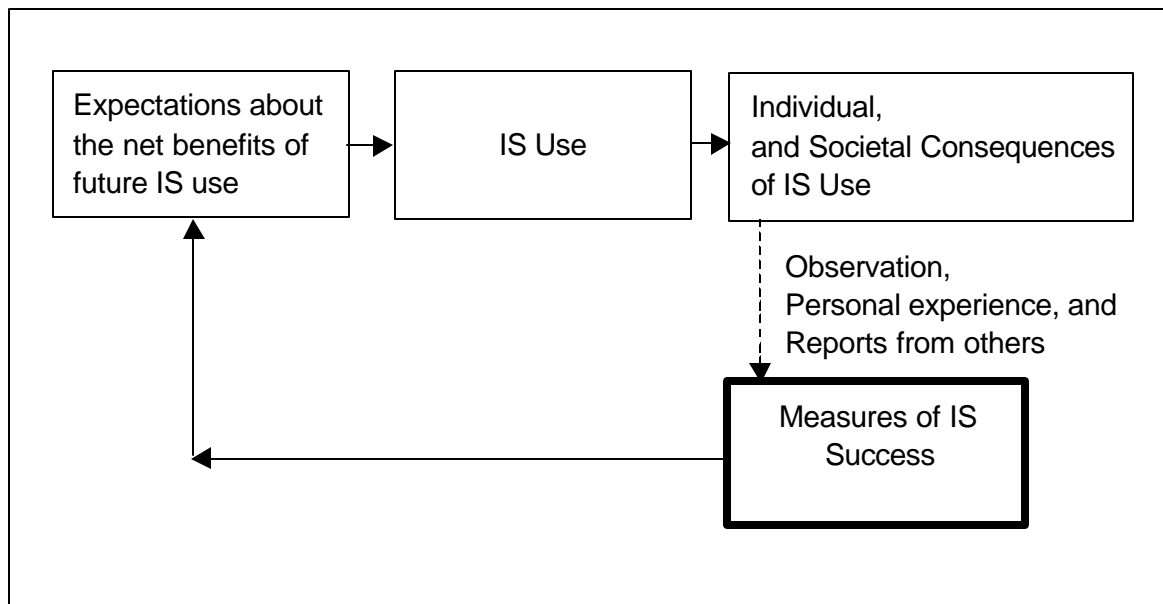 Expectations about
the net benefits of
future IS use
IS Use
Individual,
and Societal Consequences
of IS Use
Observation,
Personal experience, and
Reports from others
Measures of IS
Success